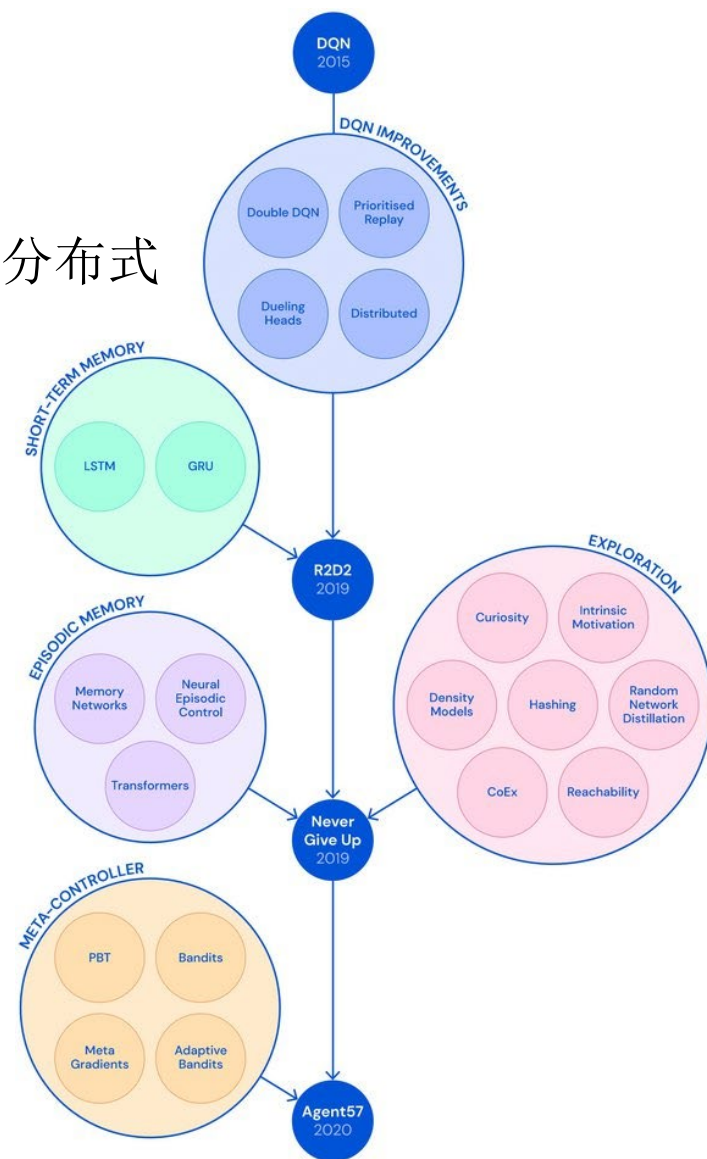 DQN
2015
DQN IMPROVEMENTS
Double DQN
Prioritised
Replay
分布式
Dueling
Heads
Distributed
SHORT-TERM MEMORY
LSTM
GRU
R2D2
2019
EXPLORATION
Curiosity
Intrinsic
Motivation
Density
Models
Hashing
Random
Network
Distillation
CoEx
Reachability
EPISODIC MEMORY
Memory
Networks
Neural
Episodic
Control
Transformers
Never
Give Up
2019
META-CONTROLLER
PBT
Bandits
Meta
Gradients
Adaptive
Bandits
Agent57
2020